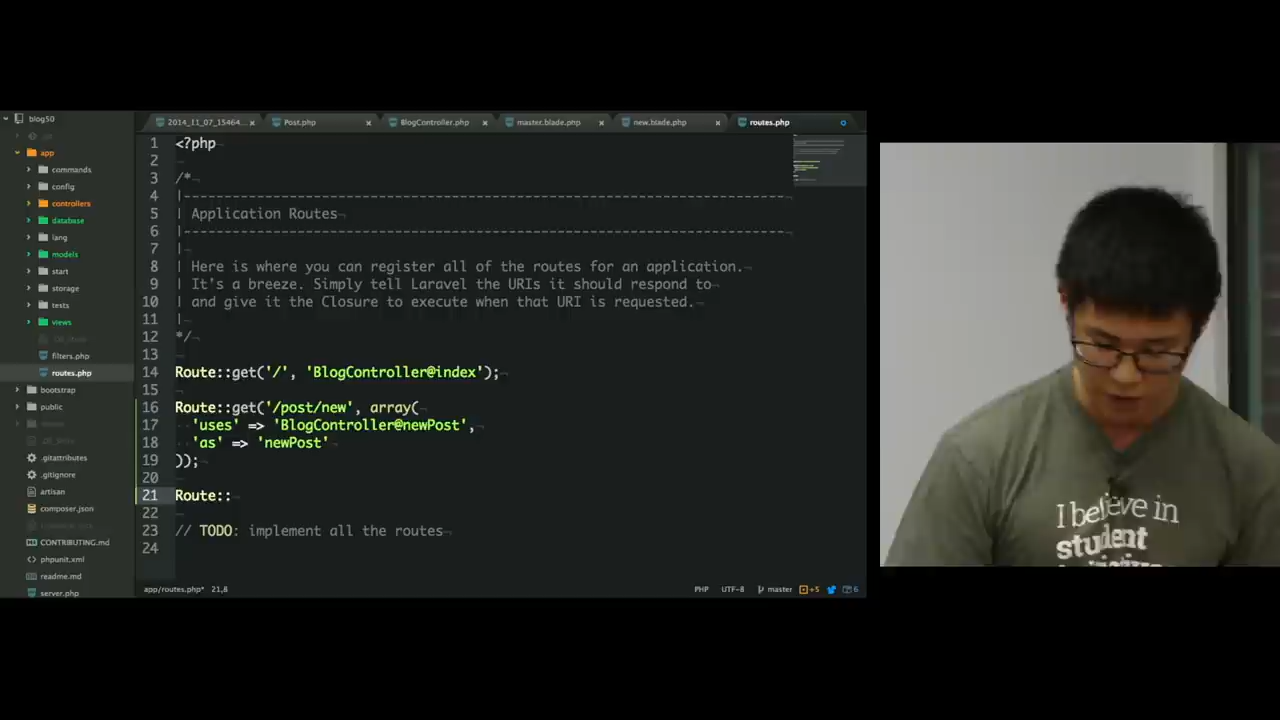 blog50
app
commands
config
controllers
database
lang
models
start
storage
tests
views
filters.php
routes.php
bootstrap
public
.gitattributes
.gitignore
artisan
composer.json
CONTRIBUTING.md
phpunit.xml
readme.md
server.php
2014_11_07_15464... Post.php BlogController.php master.blade.php new.blade.php routes.php
1 <?php
2
3 /*
4 |--------------------------------------------------------------------------
5 | Application Routes
6 |--------------------------------------------------------------------------
7 |
8 | Here is where you can register all of the routes for an application.
9 | It's a breeze. Simply tell Laravel the URIs it should respond to
10 | and give it the Closure to execute when that URI is requested.
11 |
12 */
13
14 Route::get('/', 'BlogController@index');
15
16 Route::get('/post/new', array(
17 'uses' => 'BlogController@newPost',
18 'as' => 'newPost'
19 ));
20
21 Route::
22
23 // TODO: implement all the routes
24
app/routes.php* 21,8 PHP UTF-8 master +5 6
I believe in
student